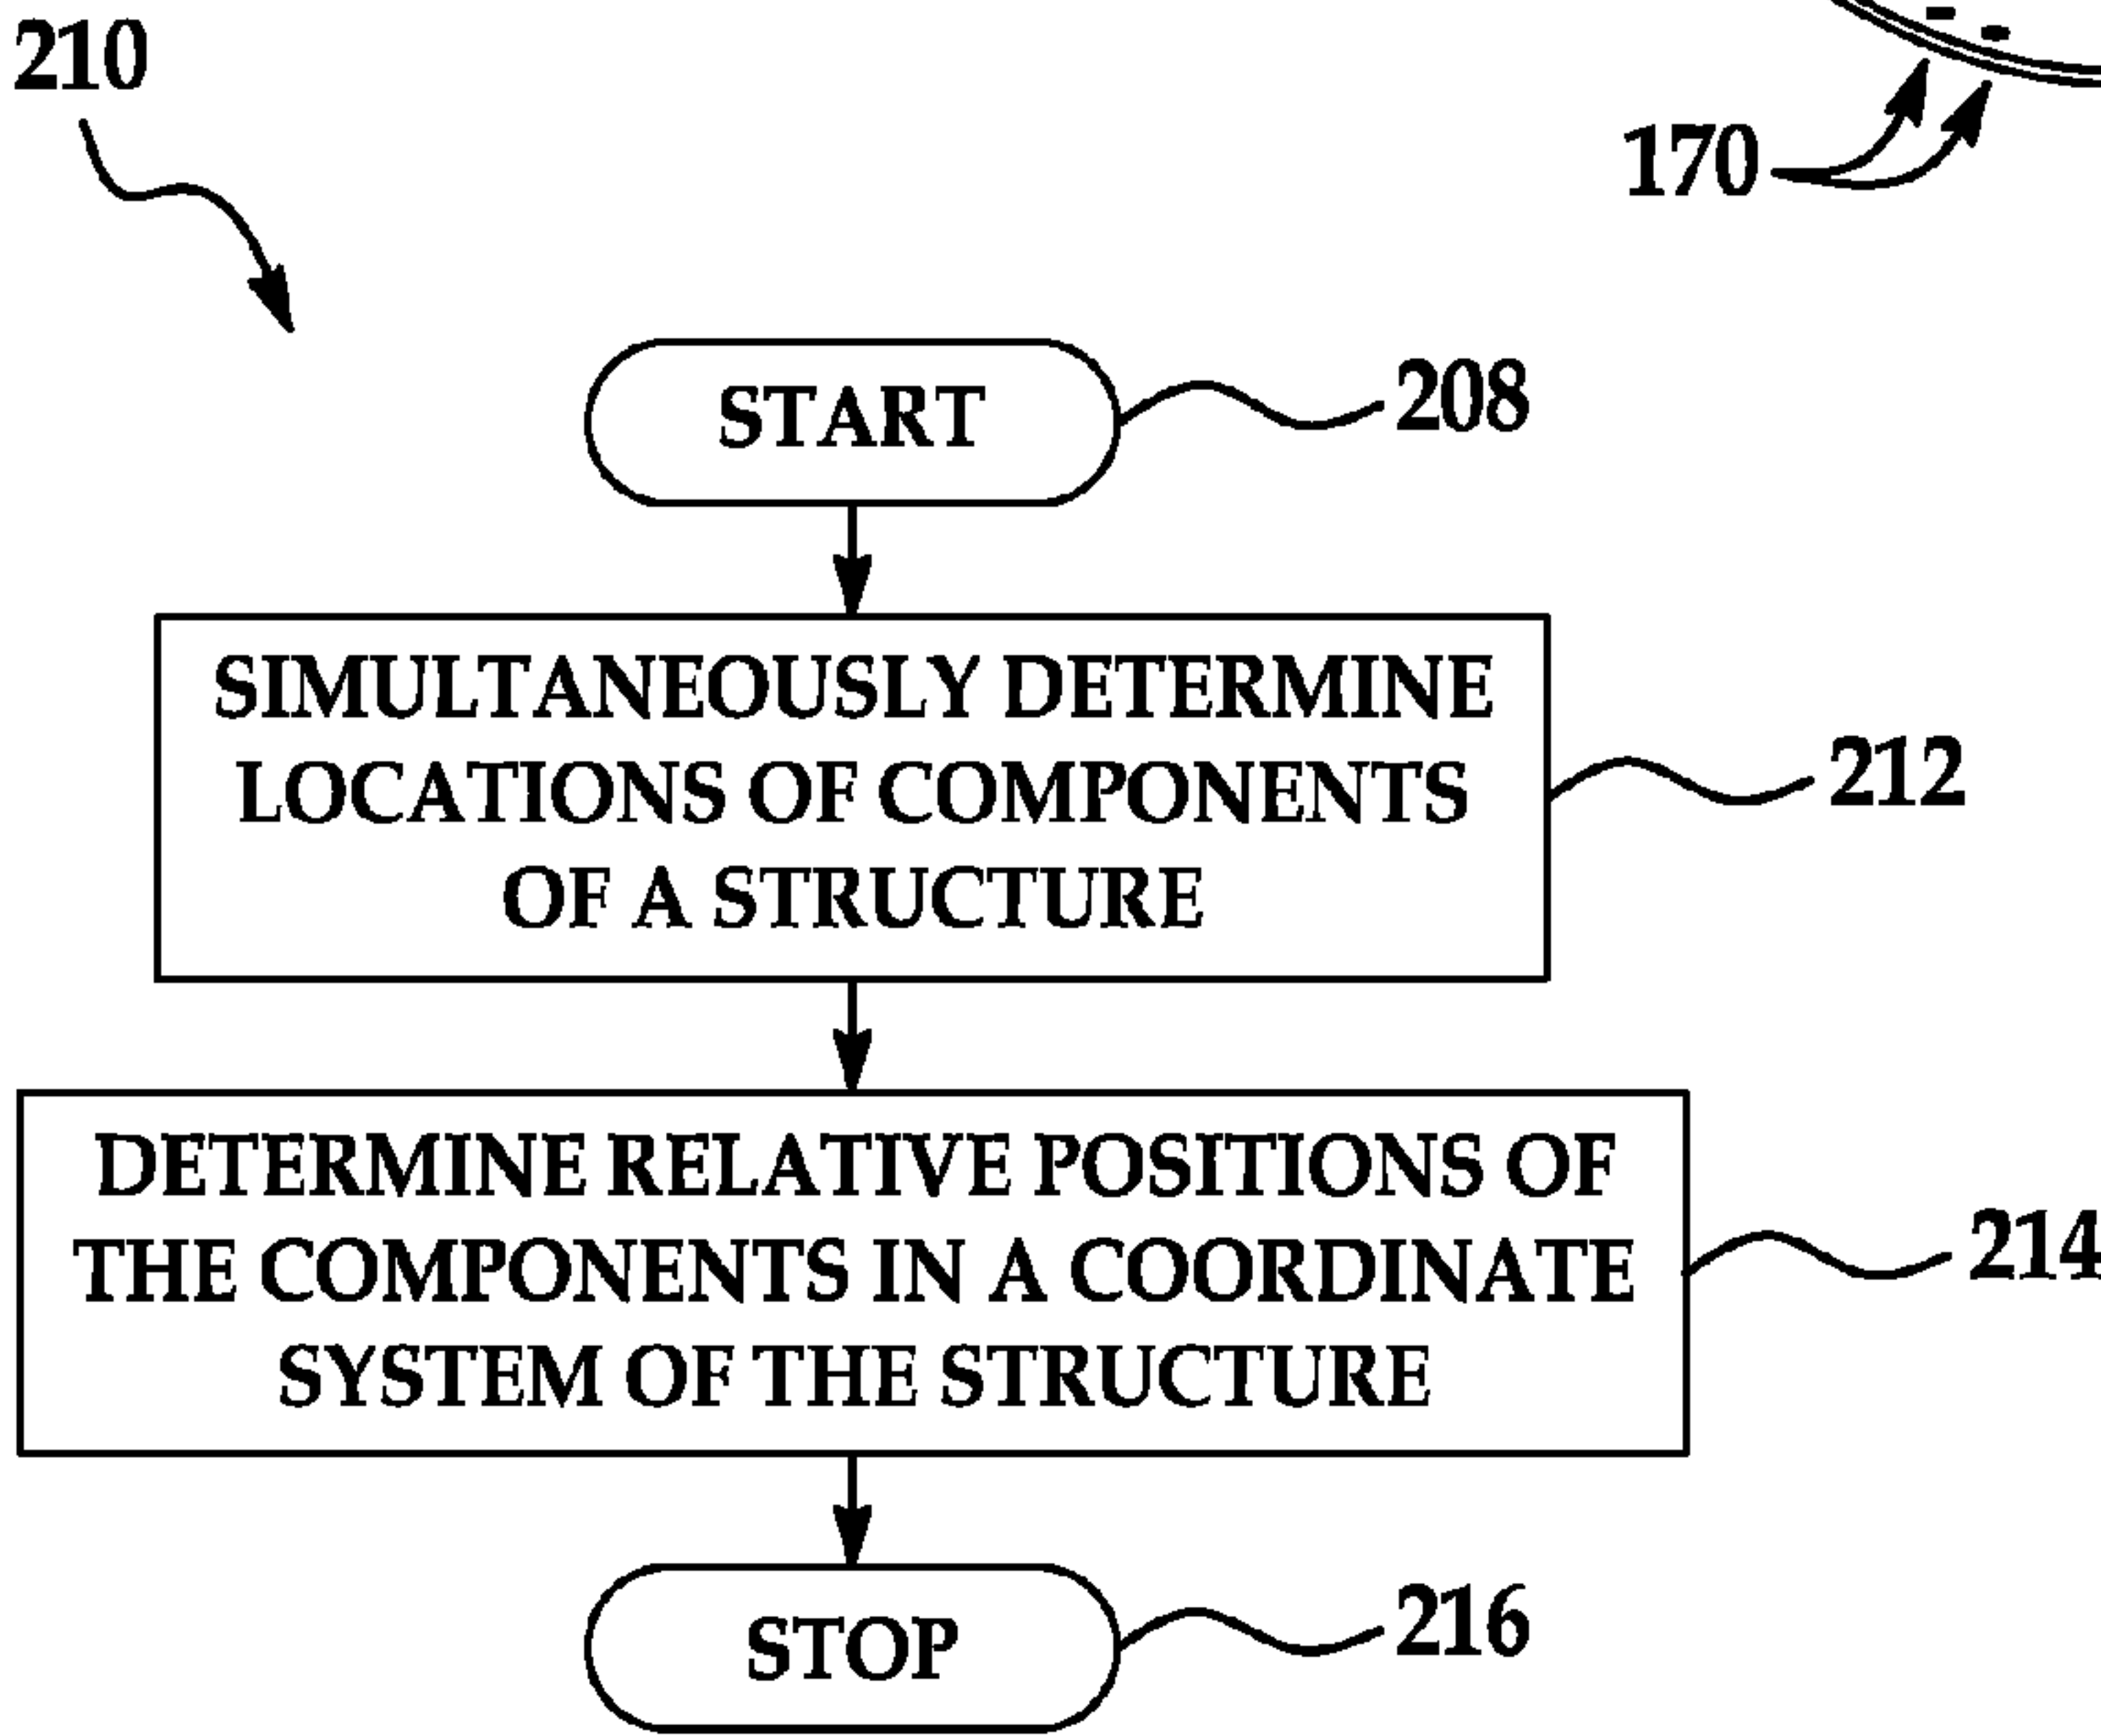 210
170
START
208
SIMULTANEOUSLY DETERMINE
LOCATIONS OF COMPONENTS
OF A STRUCTURE
212
DETERMINE RELATIVE POSITIONS OF
THE COMPONENTS IN A COORDINATE
SYSTEM OF THE STRUCTURE
214
STOP
216